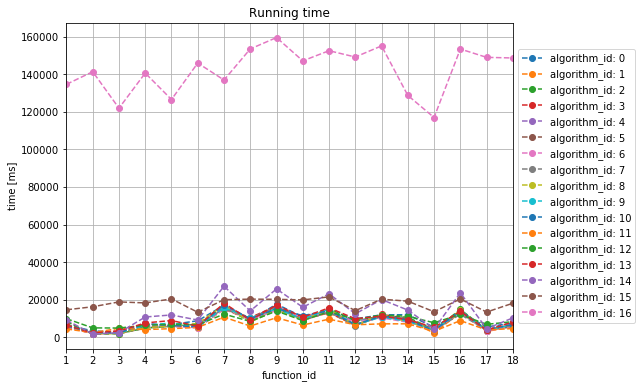 Running time
160000
140000
120000
100000
80000
60000
40000
20000
0
time [ms]
1 2 3 4 5 6 7 8 9 10 11 12 13 14 15 16 17 18
function_id
algorithm_id: 0
algorithm_id: 1
algorithm_id: 2
algorithm_id: 3
algorithm_id: 4
algorithm_id: 5
algorithm_id: 6
algorithm_id: 7
algorithm_id: 8
algorithm_id: 9
algorithm_id: 10
algorithm_id: 11
algorithm_id: 12
algorithm_id: 13
algorithm_id: 14
algorithm_id: 15
algorithm_id: 16